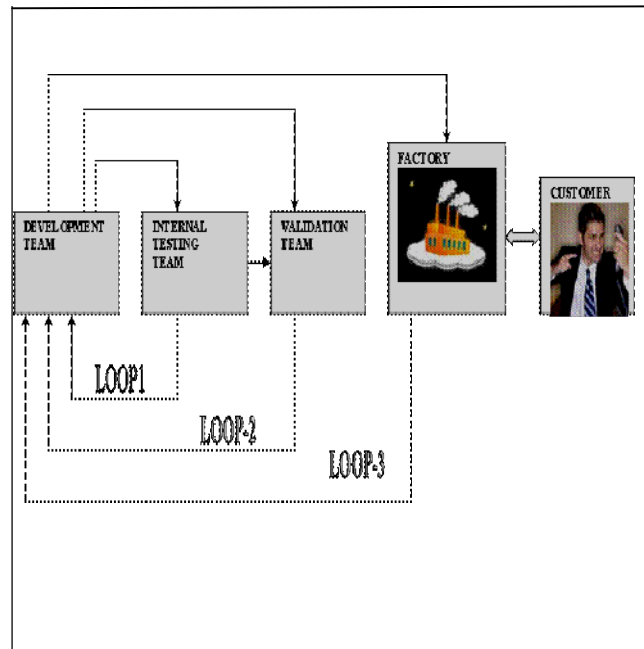 FACTORY
CUSTOMER
DEVELOPMENT
TEAM
INTERNAL
TESTING
TEAM
VALIDATION
TEAM
LOOP1
LOOP-2
LOOP-3